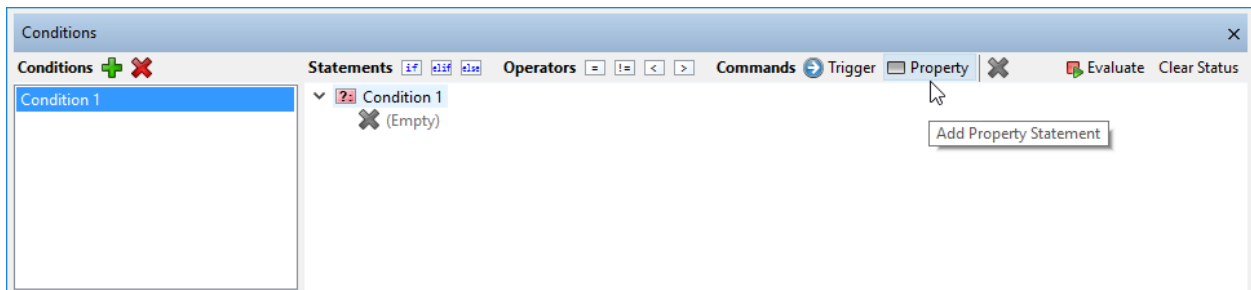 Conditions
Conditions Statements if elif else Operators = != < > Commands Trigger Property Evaluate Clear Status
Condition 1
?: Condition 1
(Empty)
Add Property Statement